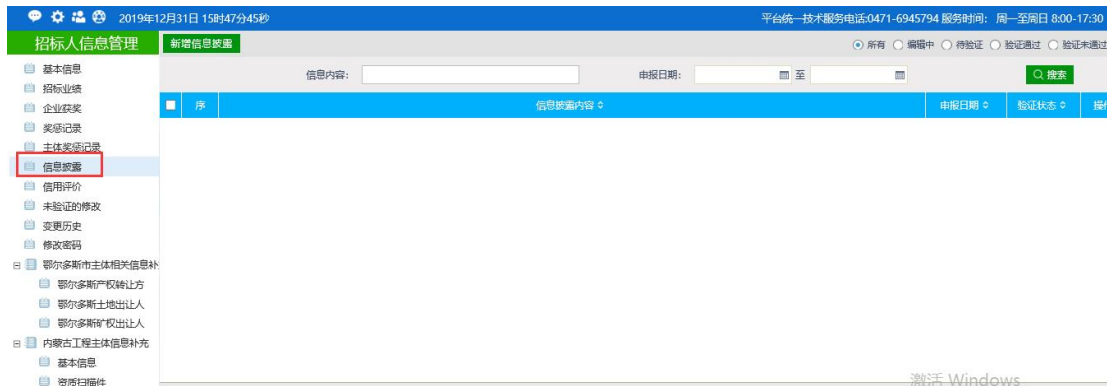 2019年12月31日 15时47分45秒 平台统一技术服务电话:0471-6945794 服务时间: 周一至周日 8:00-17:30
招标人信息管理 新增信息披露 所有 编辑中 待验证 验证通过 验证未通过
基本信息 信息内容: 申报日期: 至 搜索
招标业绩
企业获奖 序 信息披露内容 申报日期 验证状态
奖惩记录
主体奖惩记录
信息披露
信用评价
未验证的修改
变更历史
修改密码
鄂尔多斯市主体相关信息补
鄂尔多斯产权转让方
鄂尔多斯土地出让人
鄂尔多斯矿权出让人
内蒙古工程主体信息补充
基本信息
资质扫描件
激活 Windows